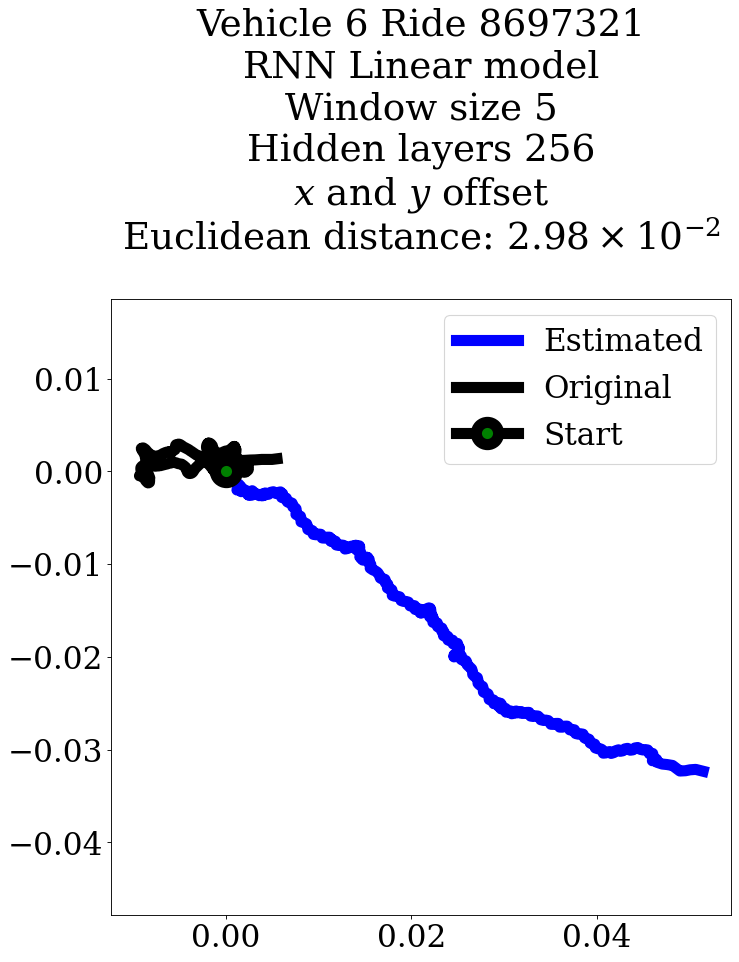 Vehicle 6 Ride 8697321
RNN Linear model
Window size 5
Hidden layers 256
x and y offset
Euclidean distance: 2.98 × 10⁻²
Estimated
Original
Start
0.01
0.00
−0.01
−0.02
−0.03
−0.04
0.00 0.02 0.04